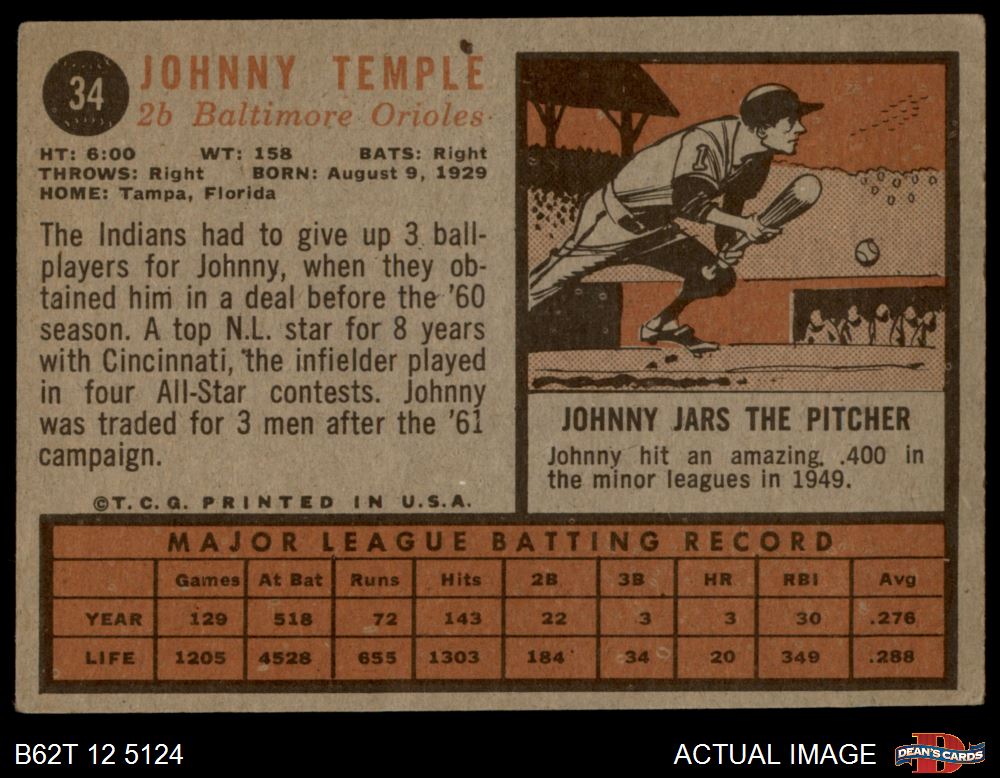 34
JOHNNY TEMPLE
2b Baltimore Orioles
HT: 6:00 WT: 158 BATS: Right
THROWS: Right BORN: August 9, 1929
HOME: Tampa, Florida
The Indians had to give up 3 ball-
players for Johnny, when they ob-
tained him in a deal before the '60
season. A top N.L. star for 8 years
with Cincinnati, the infielder played
in four All-Star contests. Johnny
was traded for 3 men after the '61
campaign.
©T.C.G. PRINTED IN U.S.A.
1
JOHNNY JARS THE PITCHER
Johnny hit an amazing .400 in
the minor leagues in 1949.
MAJOR LEAGUE BATTING RECORD
Games At Bat Runs Hits 2B 3B HR RBI Avg
YEAR 129 518 72 143 22 3 3 30 .276
LIFE 1205 4528 655 1303 184 34 20 349 .288
B62T 12 5124
ACTUAL IMAGE
DEAN'S CARDS